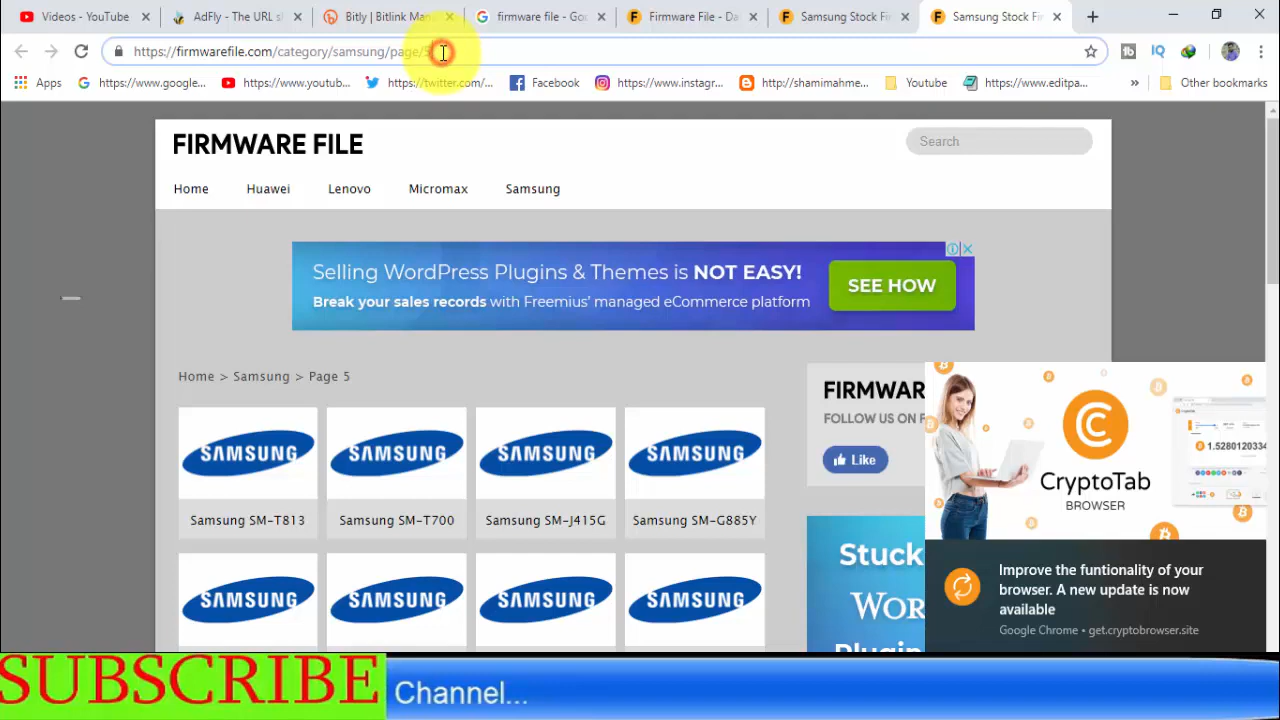 Videos - YouTube
AdFly - The URL s
Bitly | Bitlink Mana
firmware file - Goo
Firmware File - Da
Samsung Stock Fir
Samsung Stock Fir
https://firmwarefile.com/category/samsung/page/5
Apps
https://www.google...
https://www.youtub...
https://twitter.com/...
Facebook
https://www.instagr...
http://shamimahme...
Youtube
https://www.editpa...
»
Other bookmarks
FIRMWARE FILE
Search
Home
Huawei
Lenovo
Micromax
Samsung
Selling WordPress Plugins & Themes is NOT EASY!
Break your sales records with Freemius' managed eCommerce platform
SEE HOW
Home > Samsung > Page 5
SAMSUNG
SAMSUNG
SAMSUNG
SAMSUNG
Samsung SM-T813
Samsung SM-T700
Samsung SM-J415G
Samsung SM-G885Y
SAMSUNG
SAMSUNG
SAMSUNG
SAMSUNG
FIRMWAR
FOLLOW US ON F
Like
Stuck
Wor
Plugin
CryptoTab
BROWSER
1.5280120334
Improve the funtionality of your
browser. A new update is now
available
Google Chrome • get.cryptobrowser.site
SUBSCRIBE
Channel...